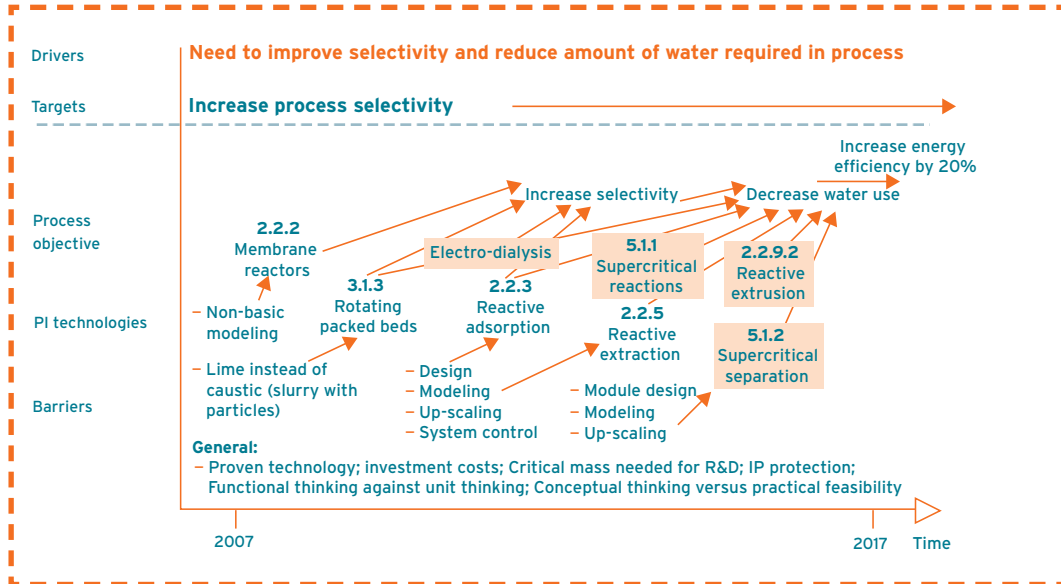 Drivers
Need to improve selectivity and reduce amount of water required in process
Targets
Increase process selectivity
Increase energy
efficiency by 20%
Process
objective
Increase selectivity
Decrease water use
2.2.2
Membrane
reactors
Electro-dialysis
5.1.1
Supercritical
reactions
2.2.9.2
Reactive
extrusion
PI technologies
3.1.3
Rotating
packed beds
2.2.3
Reactive
adsorption
2.2.5
Reactive
extraction
5.1.2
Supercritical
separation
Barriers
– Non-basic
modeling
– Lime instead of
caustic (slurry with
particles)
– Design
– Modeling
– Up-scaling
– System control
– Module design
– Modeling
– Up-scaling
General:
– Proven technology; investment costs; Critical mass needed for R&D; IP protection;
Functional thinking against unit thinking; Conceptual thinking versus practical feasibility
2007
2017
Time